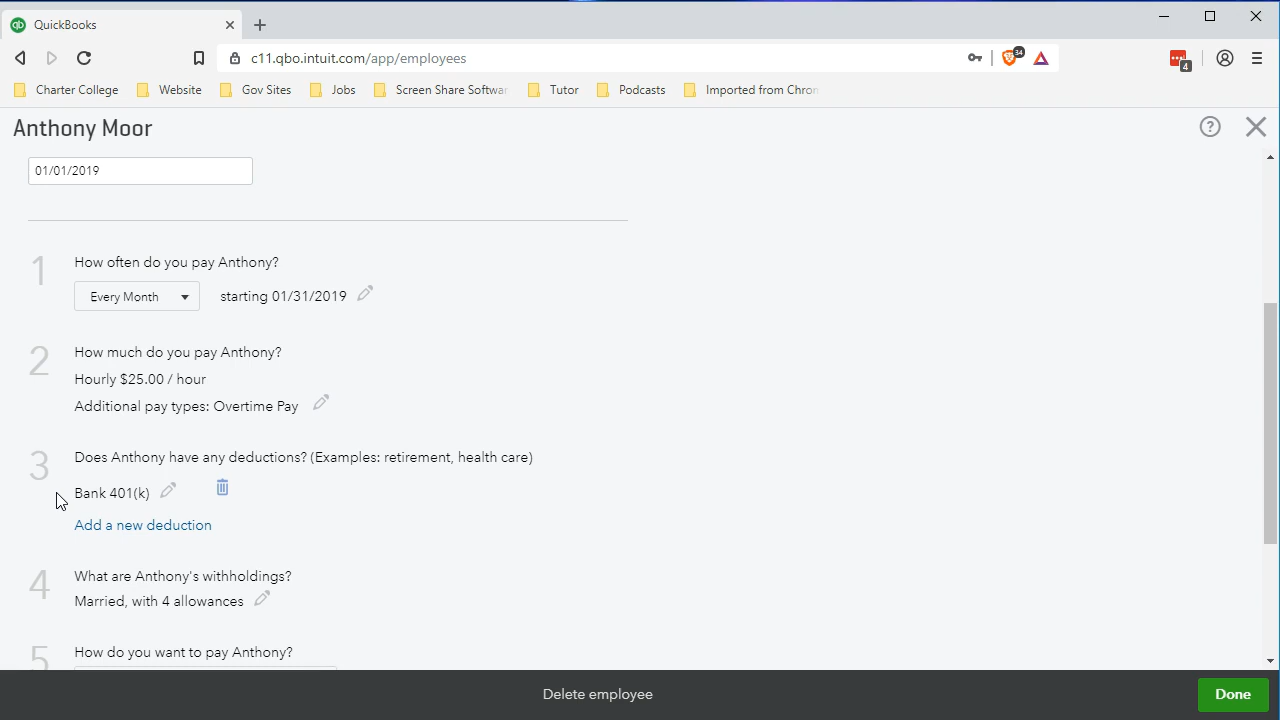 QuickBooks
c11.qbo.intuit.com/app/employees
34
4
Charter College Website Gov Sites Jobs Screen Share Softwar Tutor Podcasts Imported from Chron
Anthony Moor
01/01/2019
1 How often do you pay Anthony?
Every Month starting 01/31/2019
2 How much do you pay Anthony?
Hourly $25.00 / hour
Additional pay types: Overtime Pay
3 Does Anthony have any deductions? (Examples: retirement, health care)
Bank 401(k)
Add a new deduction
4 What are Anthony's withholdings?
Married, with 4 allowances
5 How do you want to pay Anthony?
Delete employee Done